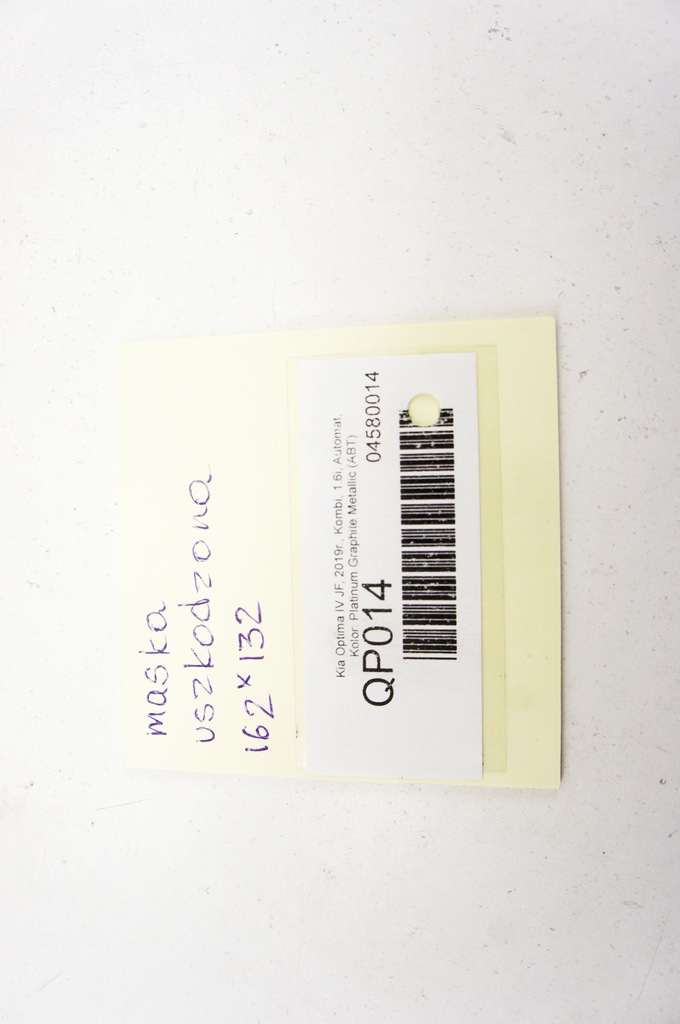 maska
uszkodzona
162 x 132
Kia Optima IV JF, 2019r., Kombi, 1.6i, Automat,
Kolor: Platinum Graphite Metallic (ABT)
QP014 04580014